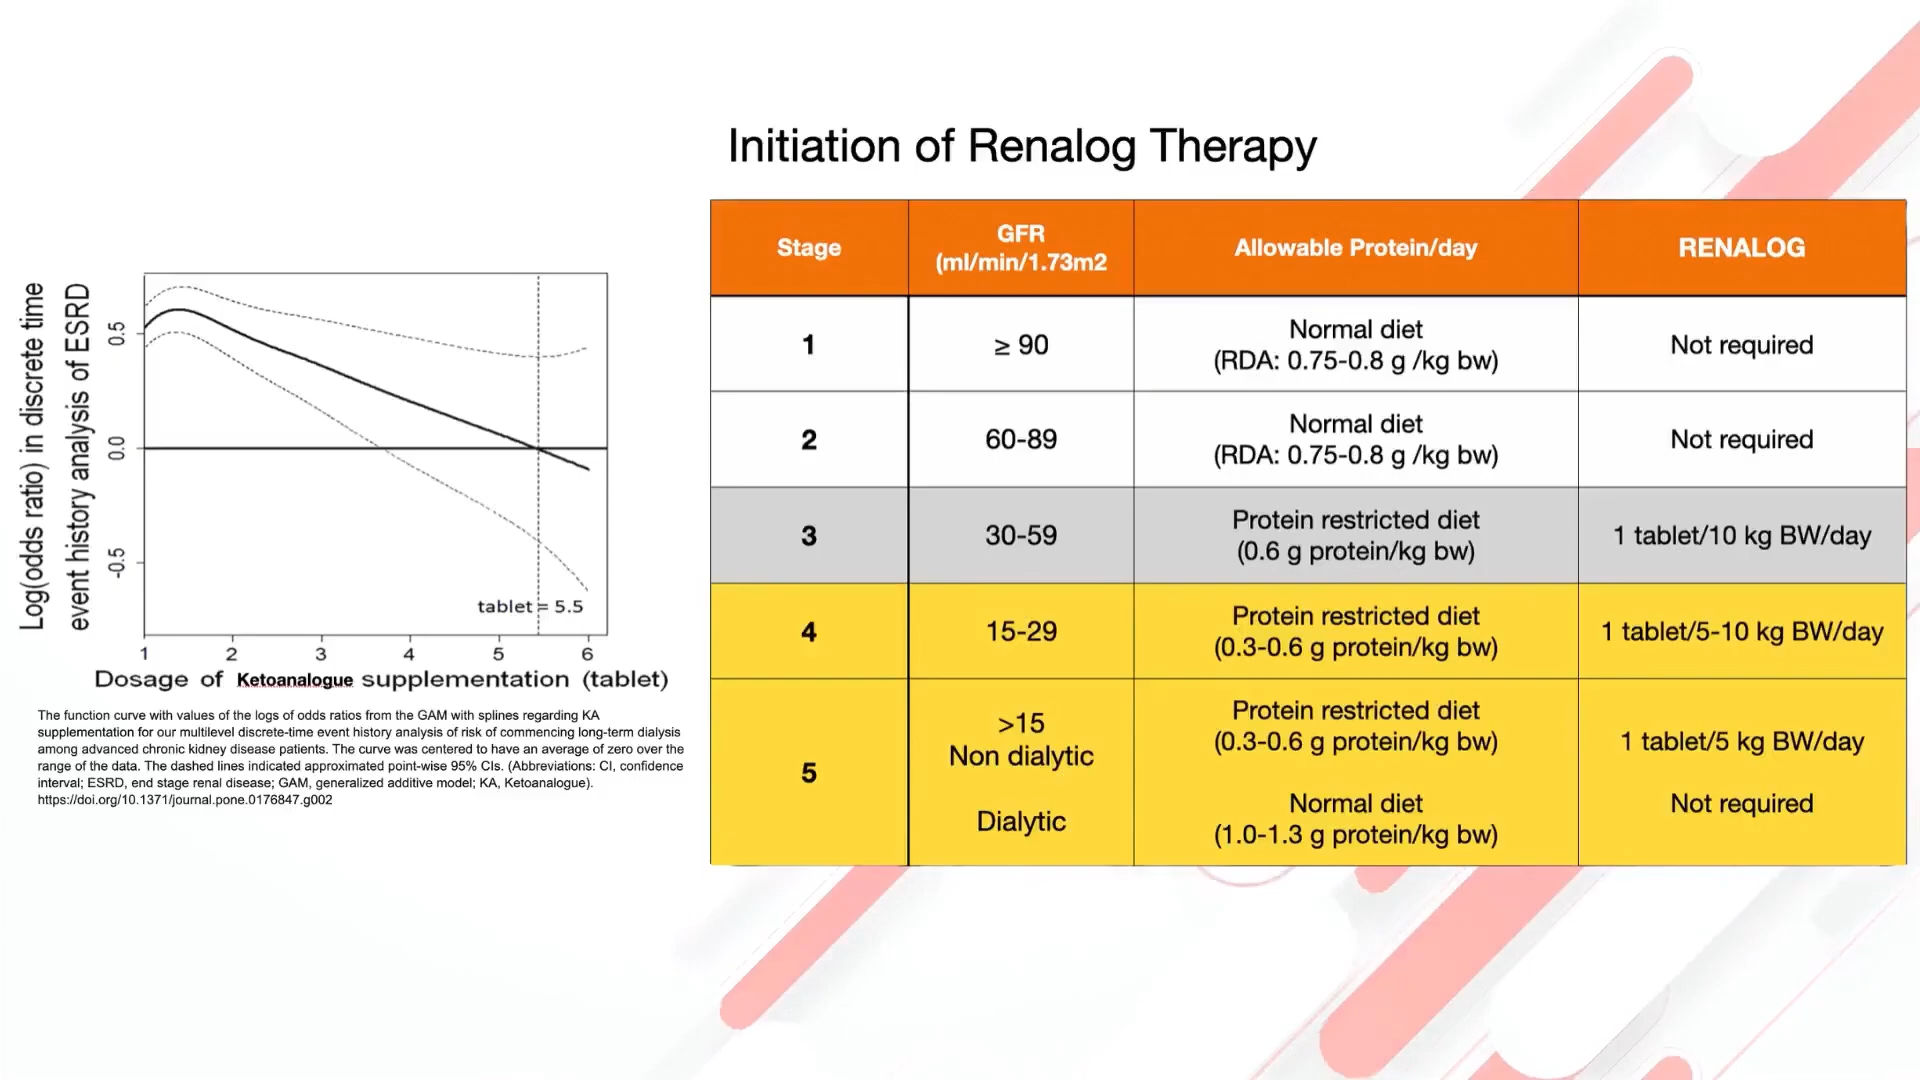 Initiation of Renalog Therapy
Log(odds ratio) in discrete time
event history analysis of ESRD
0.5
0.0
-0.5
tablet = 5.5
1 2 3 4 5 6
Dosage of Ketoanalogue supplementation (tablet)
The function curve with values of the logs of odds ratios from the GAM with splines regarding KA
supplementation for our multilevel discrete-time event history analysis of risk of commencing long-term dialysis
among advanced chronic kidney disease patients. The curve was centered to have an average of zero over the
range of the data. The dashed lines indicated approximated point-wise 95% CIs. (Abbreviations: CI, confidence
interval; ESRD, end stage renal disease; GAM, generalized additive model; KA, Ketoanalogue).
https://doi.org/10.1371/journal.pone.0176847.g002
Stage
GFR
(ml/min/1.73m2
Allowable Protein/day
RENALOG
1
≥ 90
Normal diet
(RDA: 0.75-0.8 g /kg bw)
Not required
2
60-89
Normal diet
(RDA: 0.75-0.8 g /kg bw)
Not required
3
30-59
Protein restricted diet
(0.6 g protein/kg bw)
1 tablet/10 kg BW/day
4
15-29
Protein restricted diet
(0.3-0.6 g protein/kg bw)
1 tablet/5-10 kg BW/day
5
>15
Non dialytic
Protein restricted diet
(0.3-0.6 g protein/kg bw)
1 tablet/5 kg BW/day
Dialytic
Normal diet
(1.0-1.3 g protein/kg bw)
Not required